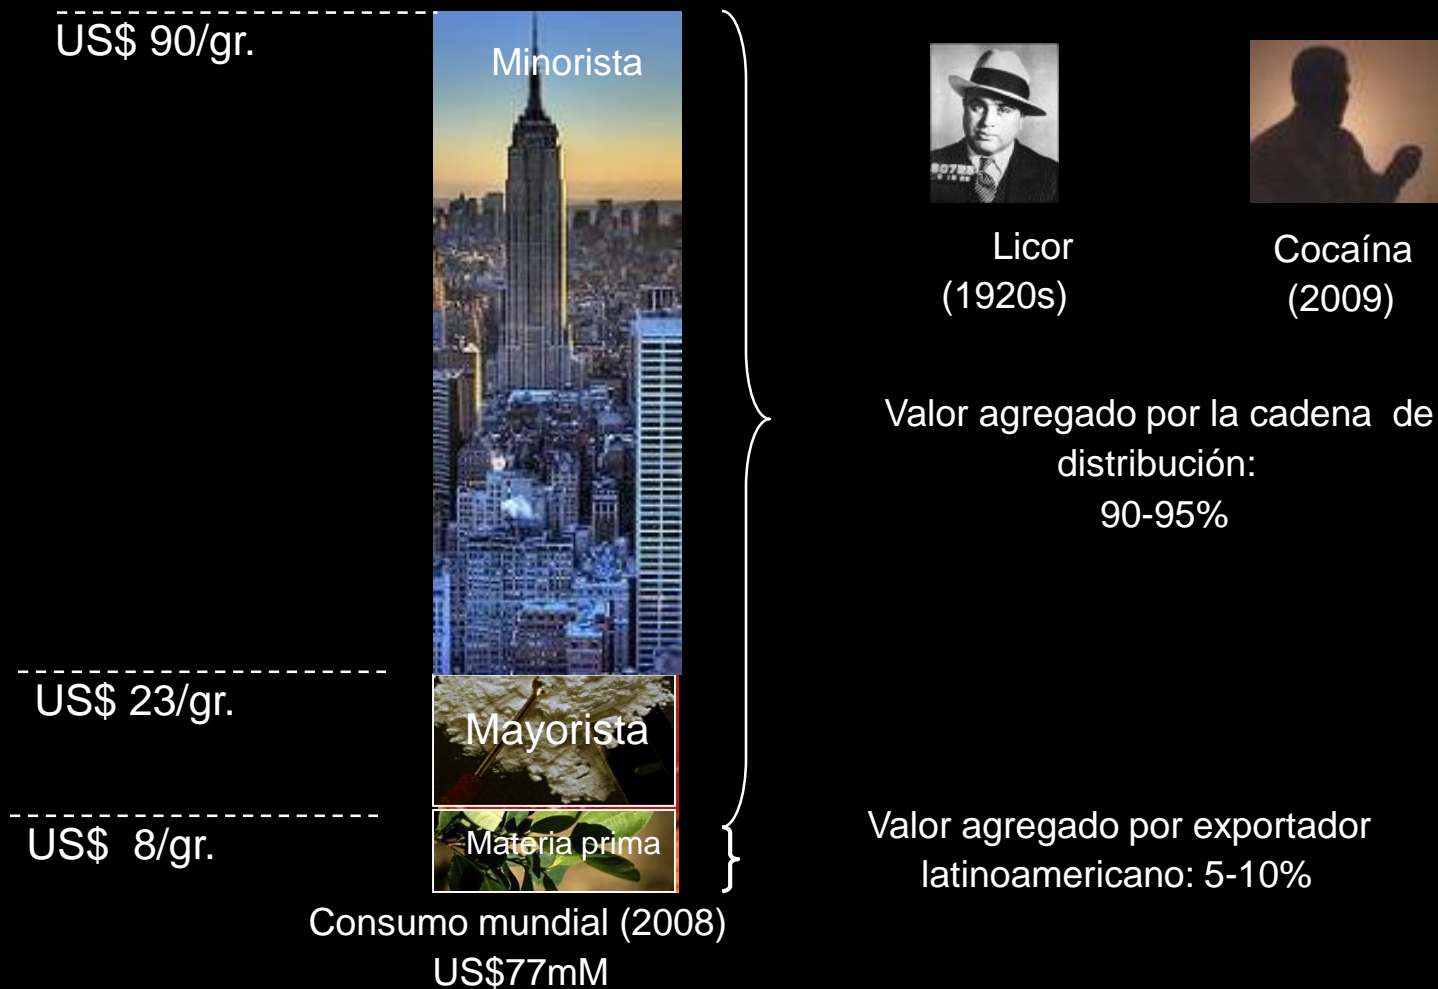 US$ 90/gr.
Minorista
Licor
(1920s)
Cocaína
(2009)
Valor agregado por la cadena de
distribución:
90-95%
US$ 23/gr.
Mayorista
US$ 8/gr.
Materia prima
Valor agregado por exportador
latinoamericano: 5-10%
Consumo mundial (2008)
US$77mM